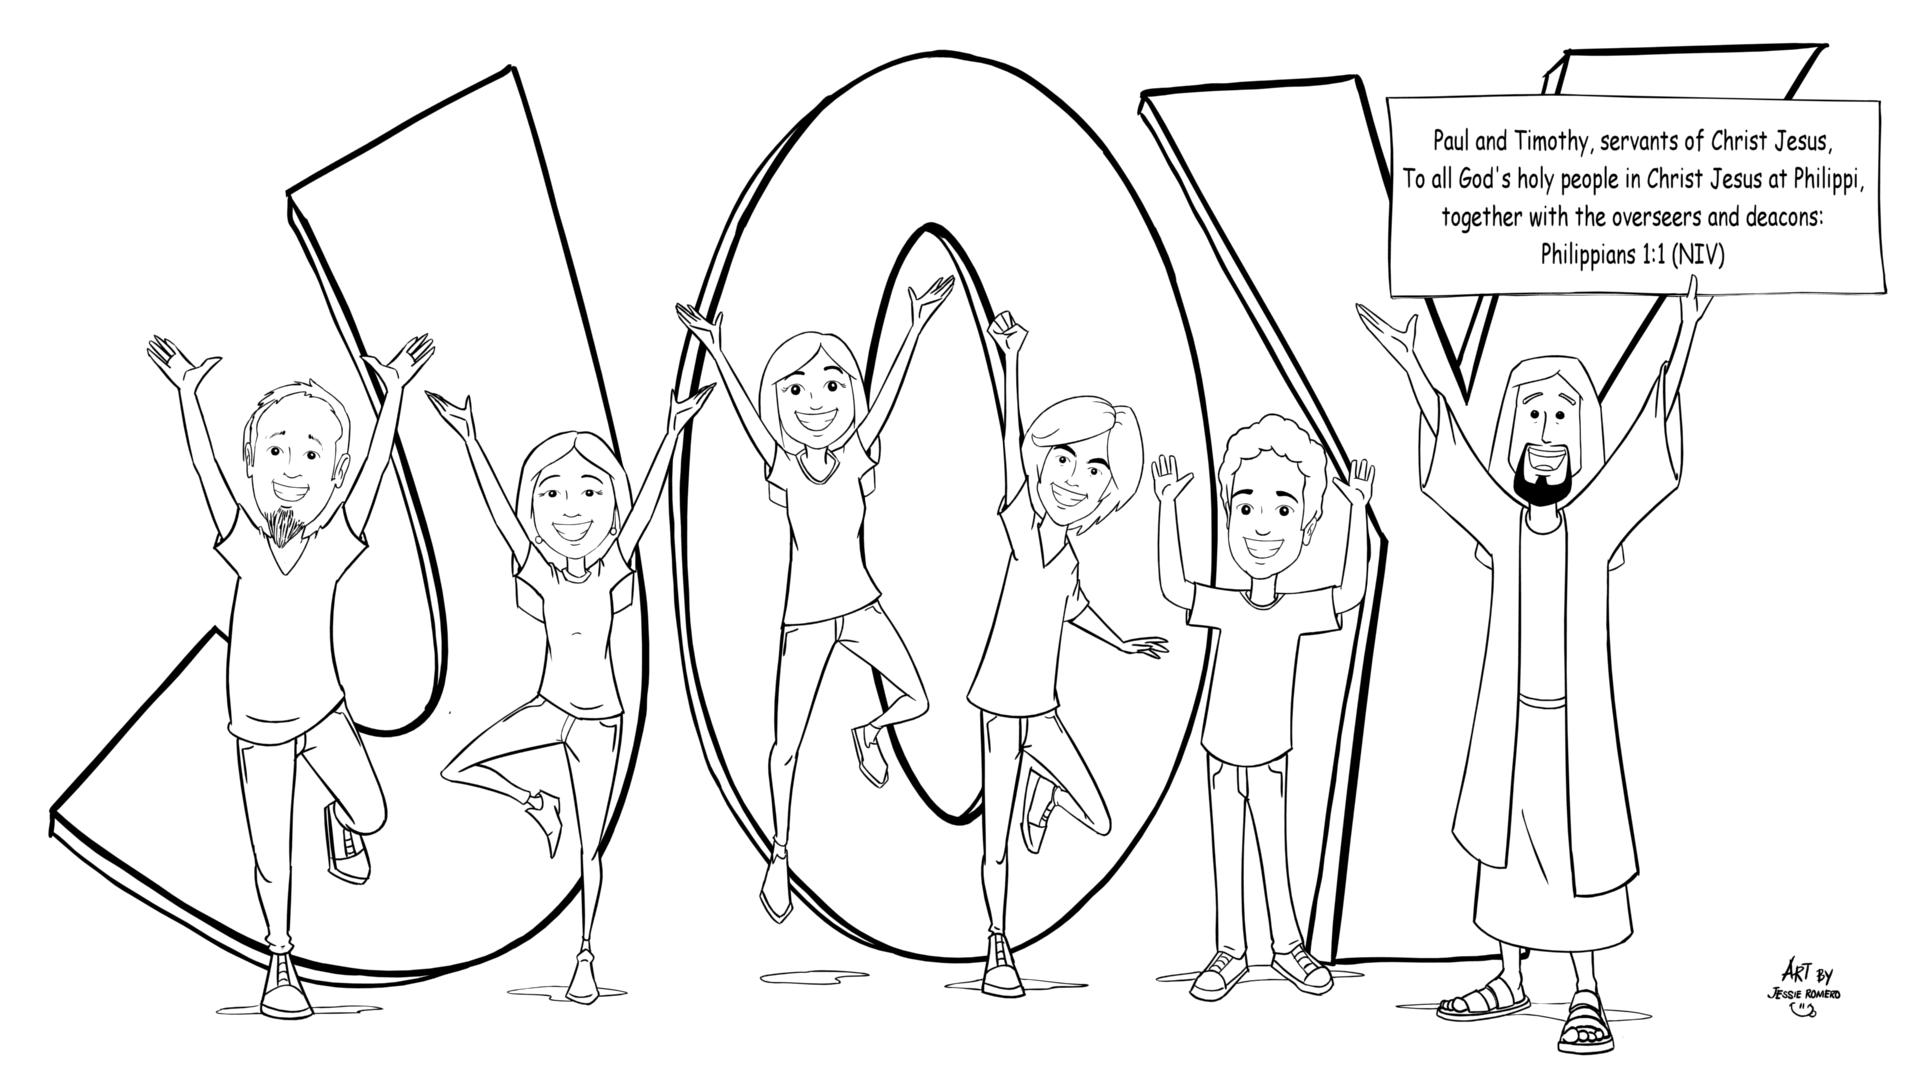 JOY
Paul and Timothy, servants of Christ Jesus,
To all God's holy people in Christ Jesus at Philippi,
together with the overseers and deacons:
Philippians 1:1 (NIV)
ART BY
JESSIE ROMERO